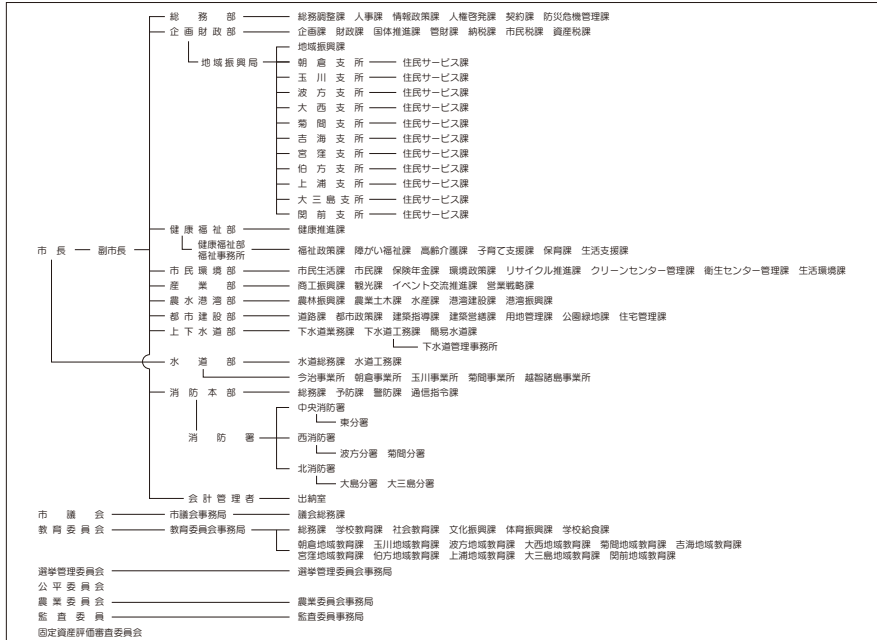 総務部 総務調整課 人事課 情報政策課 人権啓発課 契約課 防災危機管理課
企画財政部 企画課 財政課 国体推進課 管財課 納税課 市民税課 資産税課
地域振興課
地域振興局 朝倉支所 住民サービス課
玉川支所 住民サービス課
波方支所 住民サービス課
大西支所 住民サービス課
菊間支所 住民サービス課
吉海支所 住民サービス課
宮窪支所 住民サービス課
伯方支所 住民サービス課
上浦支所 住民サービス課
大三島支所 住民サービス課
関前支所 住民サービス課
健康福祉部 健康推進課
市長 副市長 健康福祉部 福祉事務所 福祉政策課 障がい福祉課 高齢介護課 子育て支援課 保育課 生活支援課
市民環境部 市民生活課 市民課 保険年金課 環境政策課 リサイクル推進課 クリーンセンター管理課 衛生センター管理課 生活環境課
産業部 商工振興課 観光課 イベント交流推進課 営業戦略課
農水港湾部 農林振興課 農業土木課 水産課 港湾建設課 港湾振興課
都市建設部 道路課 都市政策課 建築指導課 建築営繕課 用地管理課 公園緑地課 住宅管理課
上下水道部 下水道業務課 下水道工務課 簡易水道課
下水道管理事務所
水道部 水道総務課 水道工務課
今治事業所 朝倉事業所 玉川事業所 菊間事業所 越智諸島事業所
消防本部 総務課 予防課 警防課 通信指令課
中央消防署
東分署
消防署 西消防署
波方分署 菊間分署
北消防署
大島分署 大三島分署
会計管理者 出納室
市議会 市議会事務局 議会総務課
教育委員会 教育委員会事務局 総務課 学校教育課 社会教育課 文化振興課 体育振興課 学校給食課
朝倉地域教育課 玉川地域教育課 波方地域教育課 大西地域教育課 菊間地域教育課 吉海地域教育課
宮窪地域教育課 伯方地域教育課 上浦地域教育課 大三島地域教育課 関前地域教育課
選挙管理委員会 選挙管理委員会事務局
公平委員会
農業委員会 農業委員会事務局
監査委員 監査委員事務局
固定資産評価審査委員会